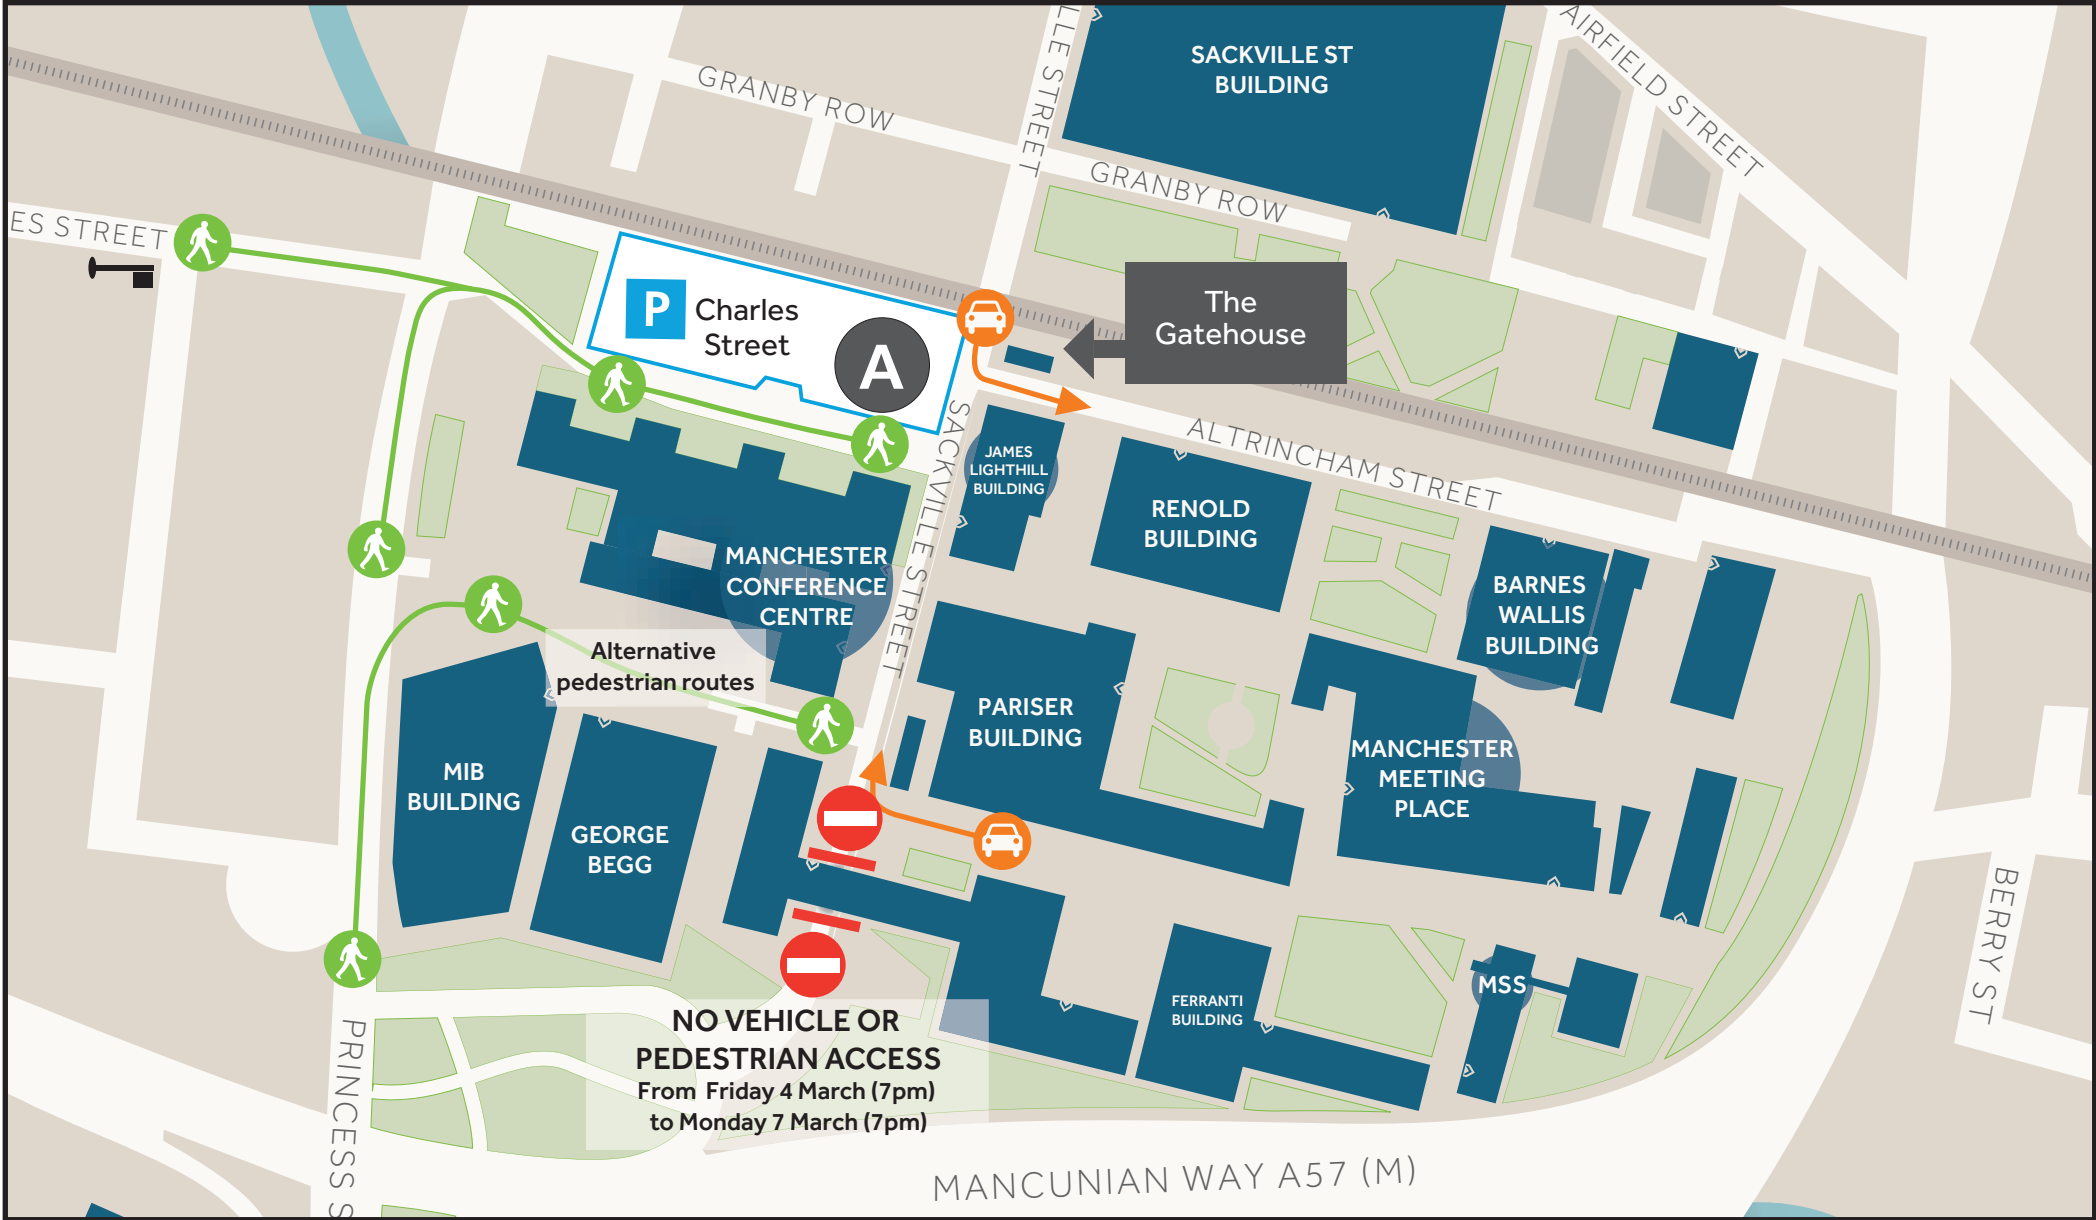 SACKVILLE ST
BUILDING
AIRFIELD STREET
LLE STREET
GRANBY ROW
GRANBY ROW
ES STREET
P
Charles
Street
A
The
Gatehouse
SACKVILLE STREET
ALTRINCHAM STREET
JAMES
LIGHTHILL
BUILDING
RENOLD
BUILDING
MANCHESTER
CONFERENCE
CENTRE
BARNES
WALLIS
BUILDING
Alternative
pedestrian routes
PARISER
BUILDING
MANCHESTER
MEETING
PLACE
MIB
BUILDING
GEORGE
BEGG
BERRY ST
MSS
FERRANTI
BUILDING
NO VEHICLE OR
PEDESTRIAN ACCESS
From Friday 4 March (7pm)
to Monday 7 March (7pm)
PRINCESS S
MANCUNIAN WAY A57 (M)